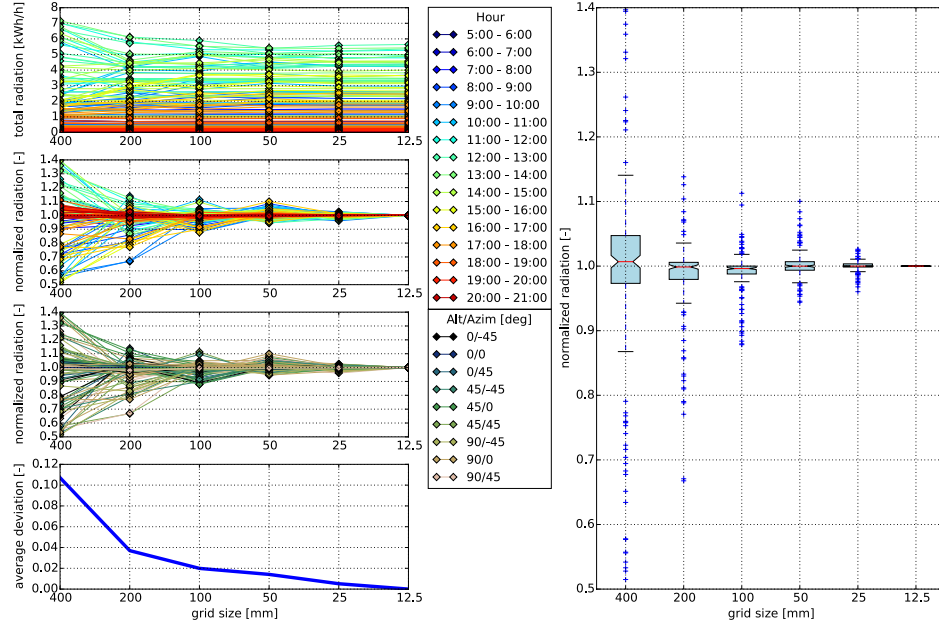 total radiation [kWh/h]
8
7
6
5
4
3
2
1
0
400 200 100 50 25 12.5
normalized radiation [-]
1.4
1.3
1.2
1.1
1.0
0.9
0.8
0.7
0.6
0.5
400 200 100 50 25 12.5
normalized radiation [-]
1.4
1.3
1.2
1.1
1.0
0.9
0.8
0.7
0.6
0.5
400 200 100 50 25 12.5
average deviation [-]
0.12
0.10
0.08
0.06
0.04
0.02
0.00
400 200 100 50 25 12.5
grid size [mm]
Hour
5:00 - 6:00
6:00 - 7:00
7:00 - 8:00
8:00 - 9:00
9:00 - 10:00
10:00 - 11:00
11:00 - 12:00
12:00 - 13:00
13:00 - 14:00
14:00 - 15:00
15:00 - 16:00
16:00 - 17:00
17:00 - 18:00
18:00 - 19:00
19:00 - 20:00
20:00 - 21:00
Alt/Azim [deg]
0/-45
0/0
0/45
45/-45
45/0
45/45
90/-45
90/0
90/45
normalized radiation [-]
1.4
1.3
1.2
1.1
1.0
0.9
0.8
0.7
0.6
0.5
400 200 100 50 25 12.5
grid size [mm]